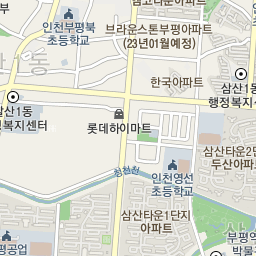 인천부평북
초등학교
브라운스톤부평아파트
(23년01월예정)
한국아파트
삼산1동
행정복지
산1동
복지센터
롯데하이마트
삼산타운2단
두산아파
인천영선
초등학교
청천천
삼산타운1단지
아파트
부평역
박물
평공업